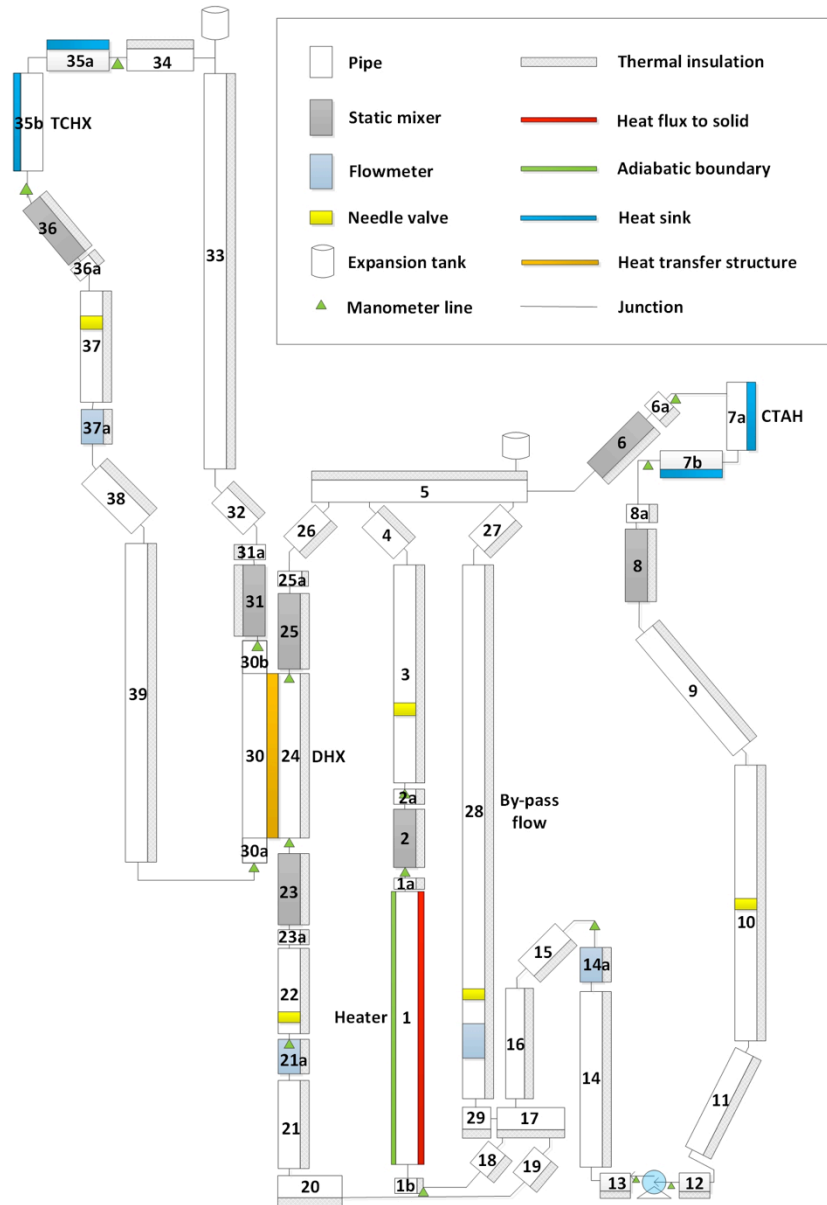 35a
34
35b TCHX
36
36a
33
37
37a
38
32
31a
31
30b
39
30
24
DHX
30a
23
23a
22
21a
21
20
26
25a
25
5
4
27
3
2a
2
1a
Heater
1
1b
28
By-pass
flow
29
17
16
15
18
19
14a
14
13
12
11
10
9
8
8a
7b
7a
CTAH
6a
6
Pipe
Static mixer
Flowmeter
Needle valve
Expansion tank
Manometer line
Thermal insulation
Heat flux to solid
Adiabatic boundary
Heat sink
Heat transfer structure
Junction